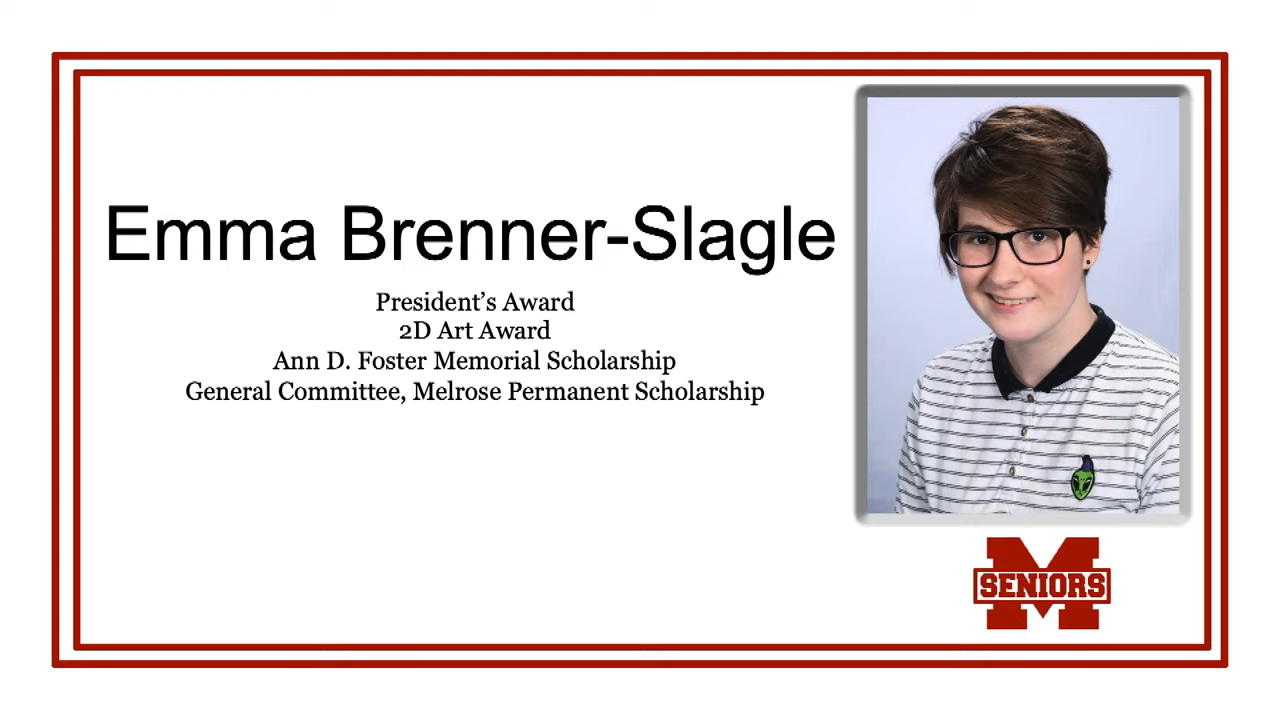 Emma Brenner-Slagle
President’s Award
2D Art Award
Ann D. Foster Memorial Scholarship
General Committee, Melrose Permanent Scholarship
M
SENIORS